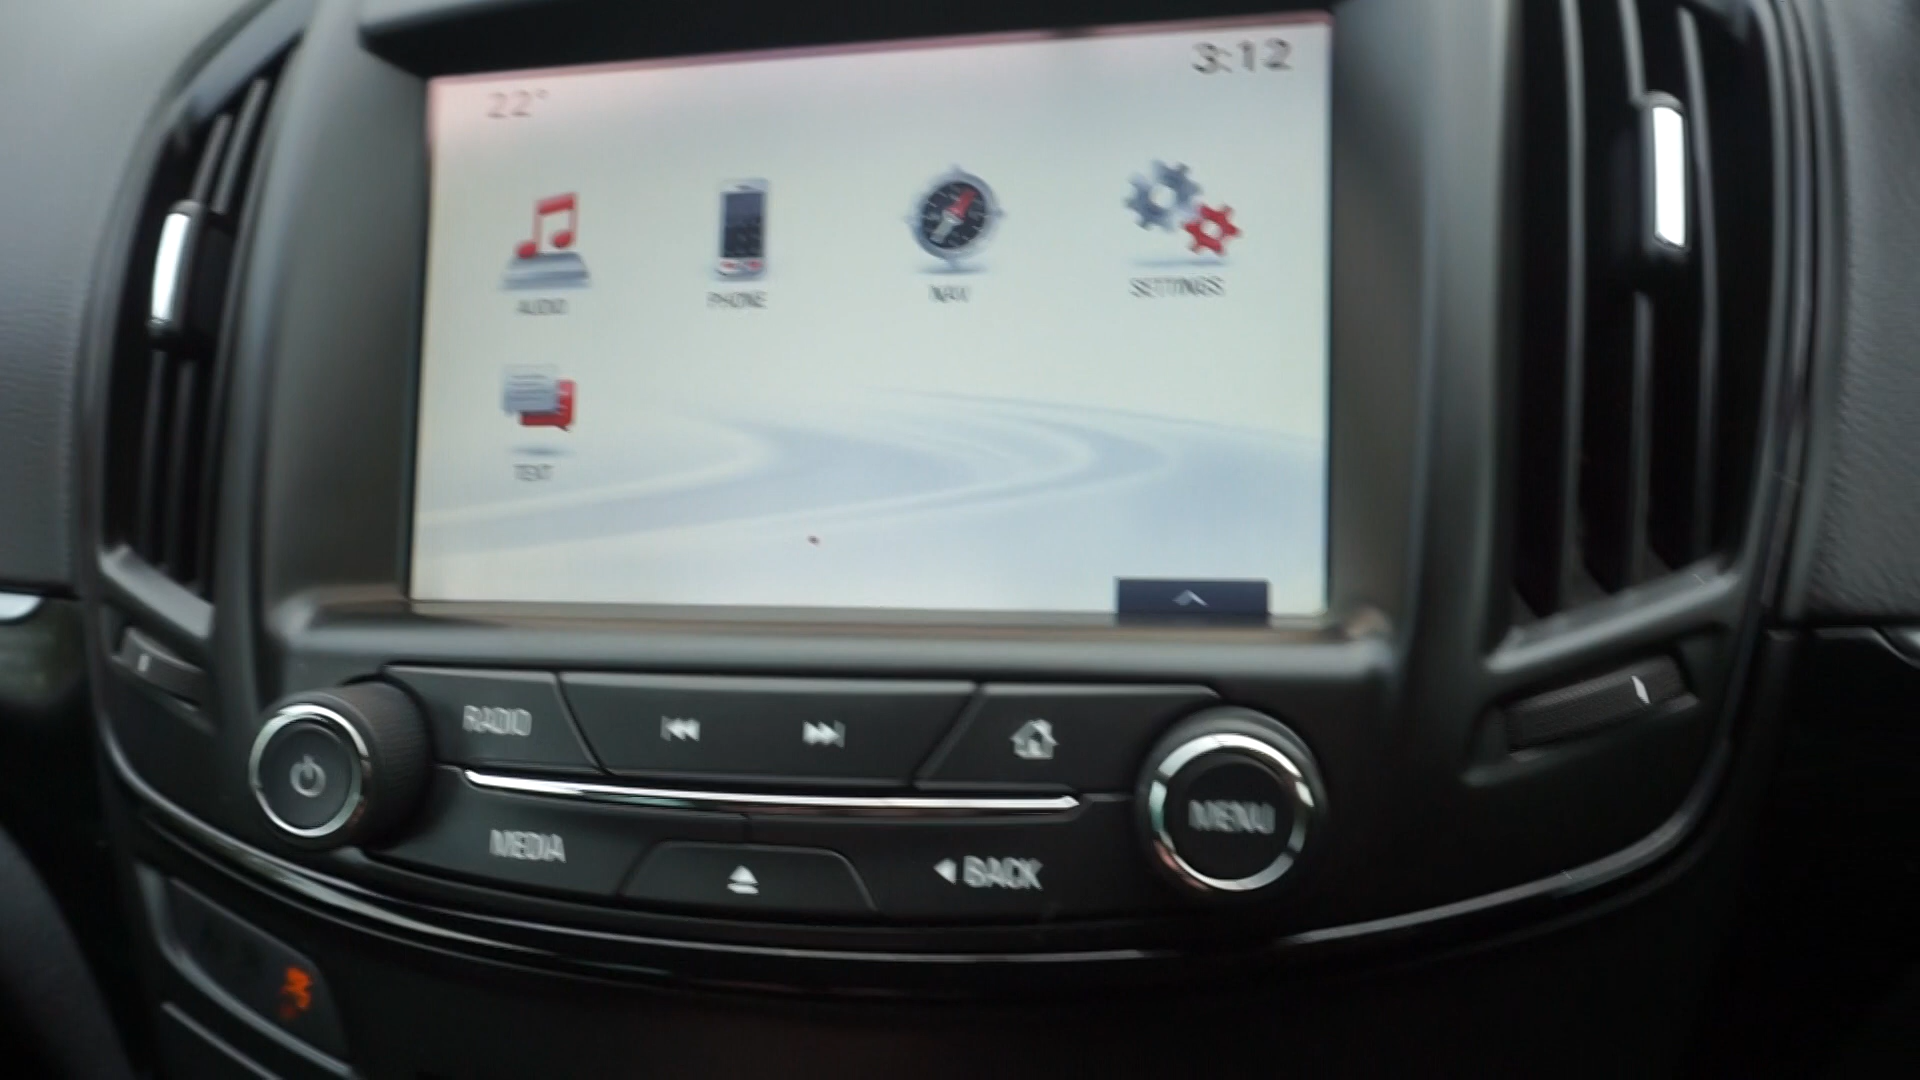 22° 3:12
AUDIO PHONE NAV SETTINGS
TEXT
RADIO
MENU
MEDIA
BACK